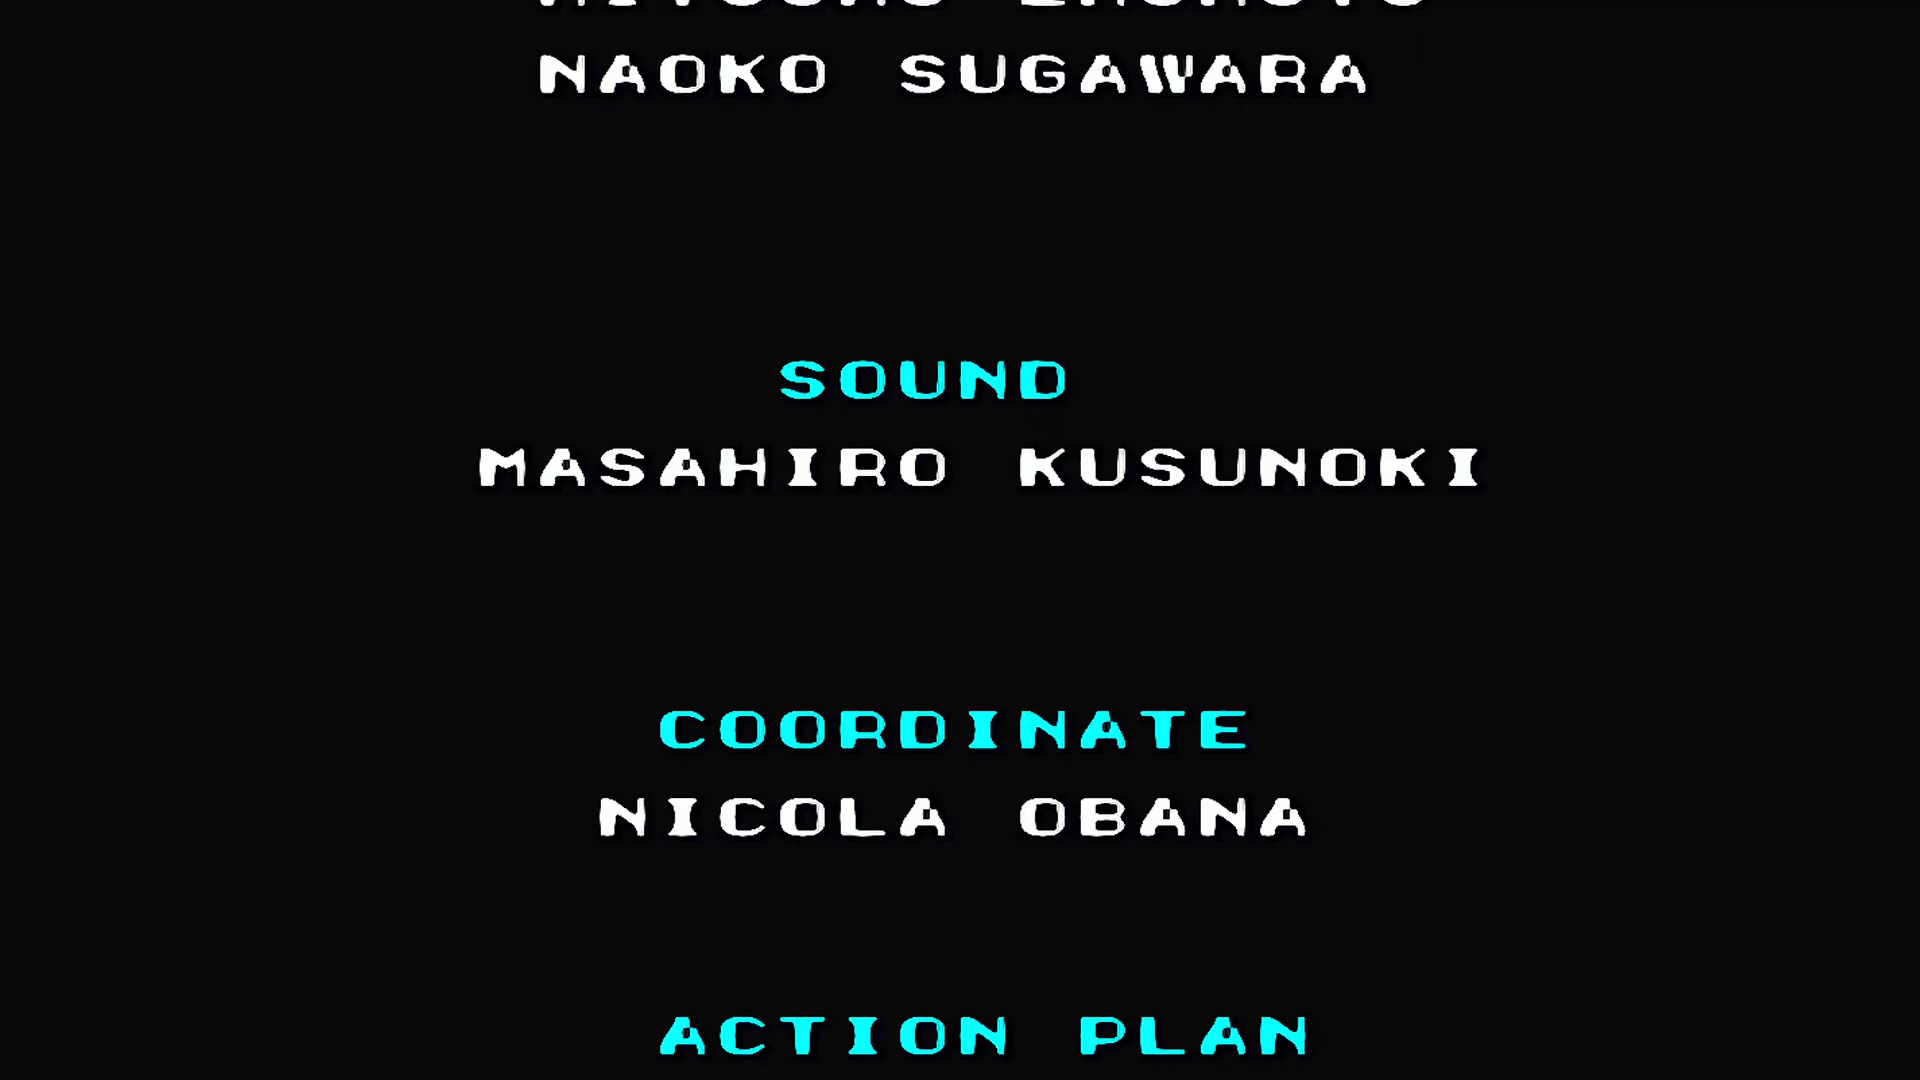 NAOKO SUGAWARA
SOUND
MASAHIRO KUSUNOKI
COORDINATE
NICOLA OBANA
ACTION PLAN